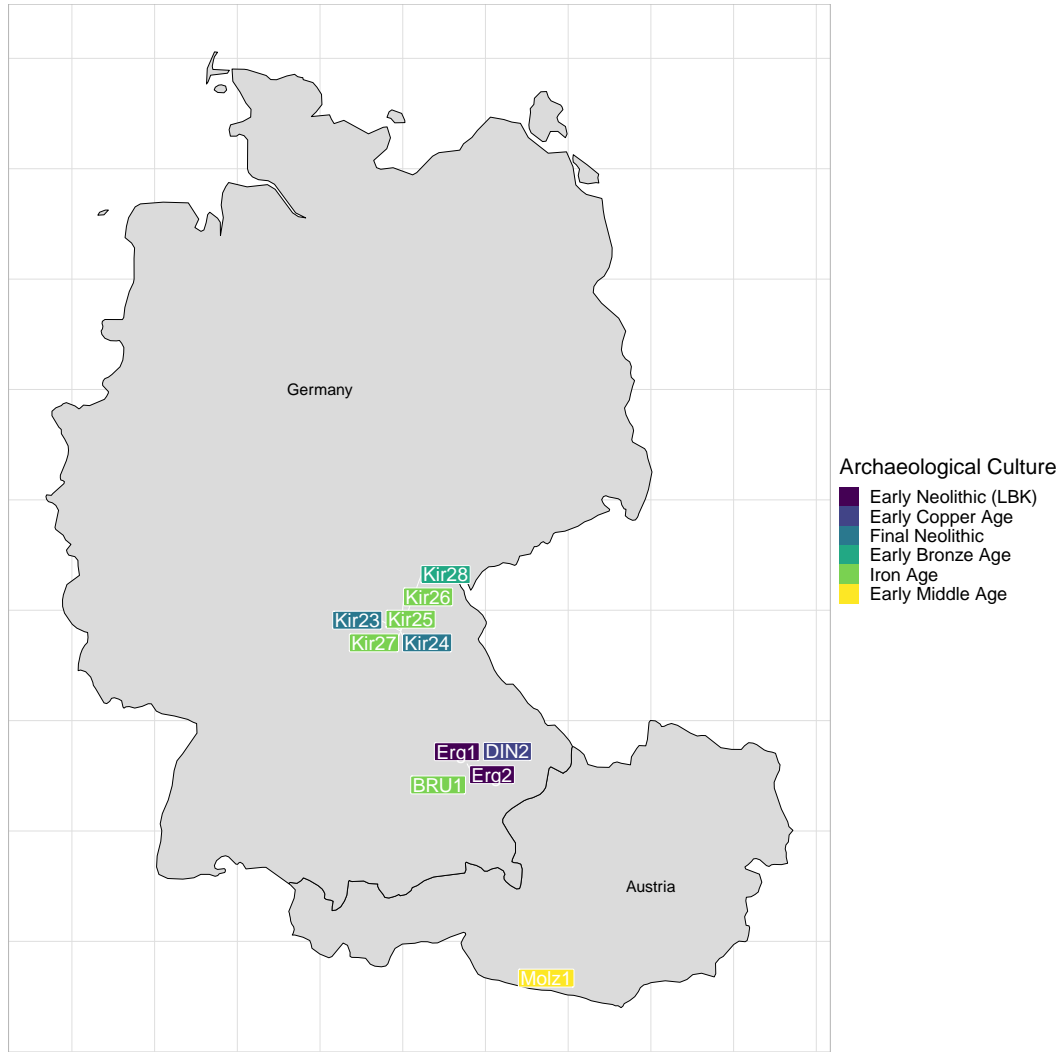 Germany
Archaeological Culture
Early Neolithic (LBK)
Early Copper Age
Final Neolithic
Early Bronze Age
Iron Age
Early Middle Age
Kir28
Kir26
Kir23
Kir25
Kir27
Kir24
Erg1
DIN2
Erg2
BRU1
Austria
Molz1